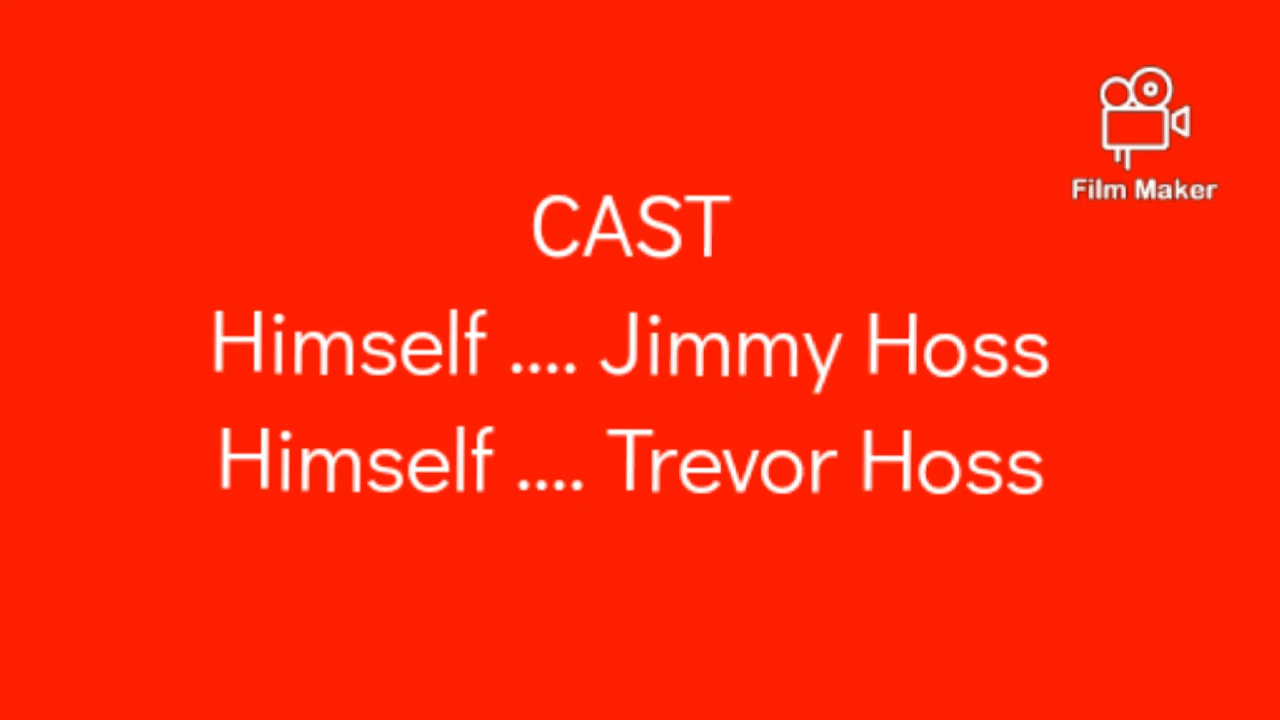 Film Maker
CAST
Himself .... Jimmy Hoss
Himself .... Trevor Hoss